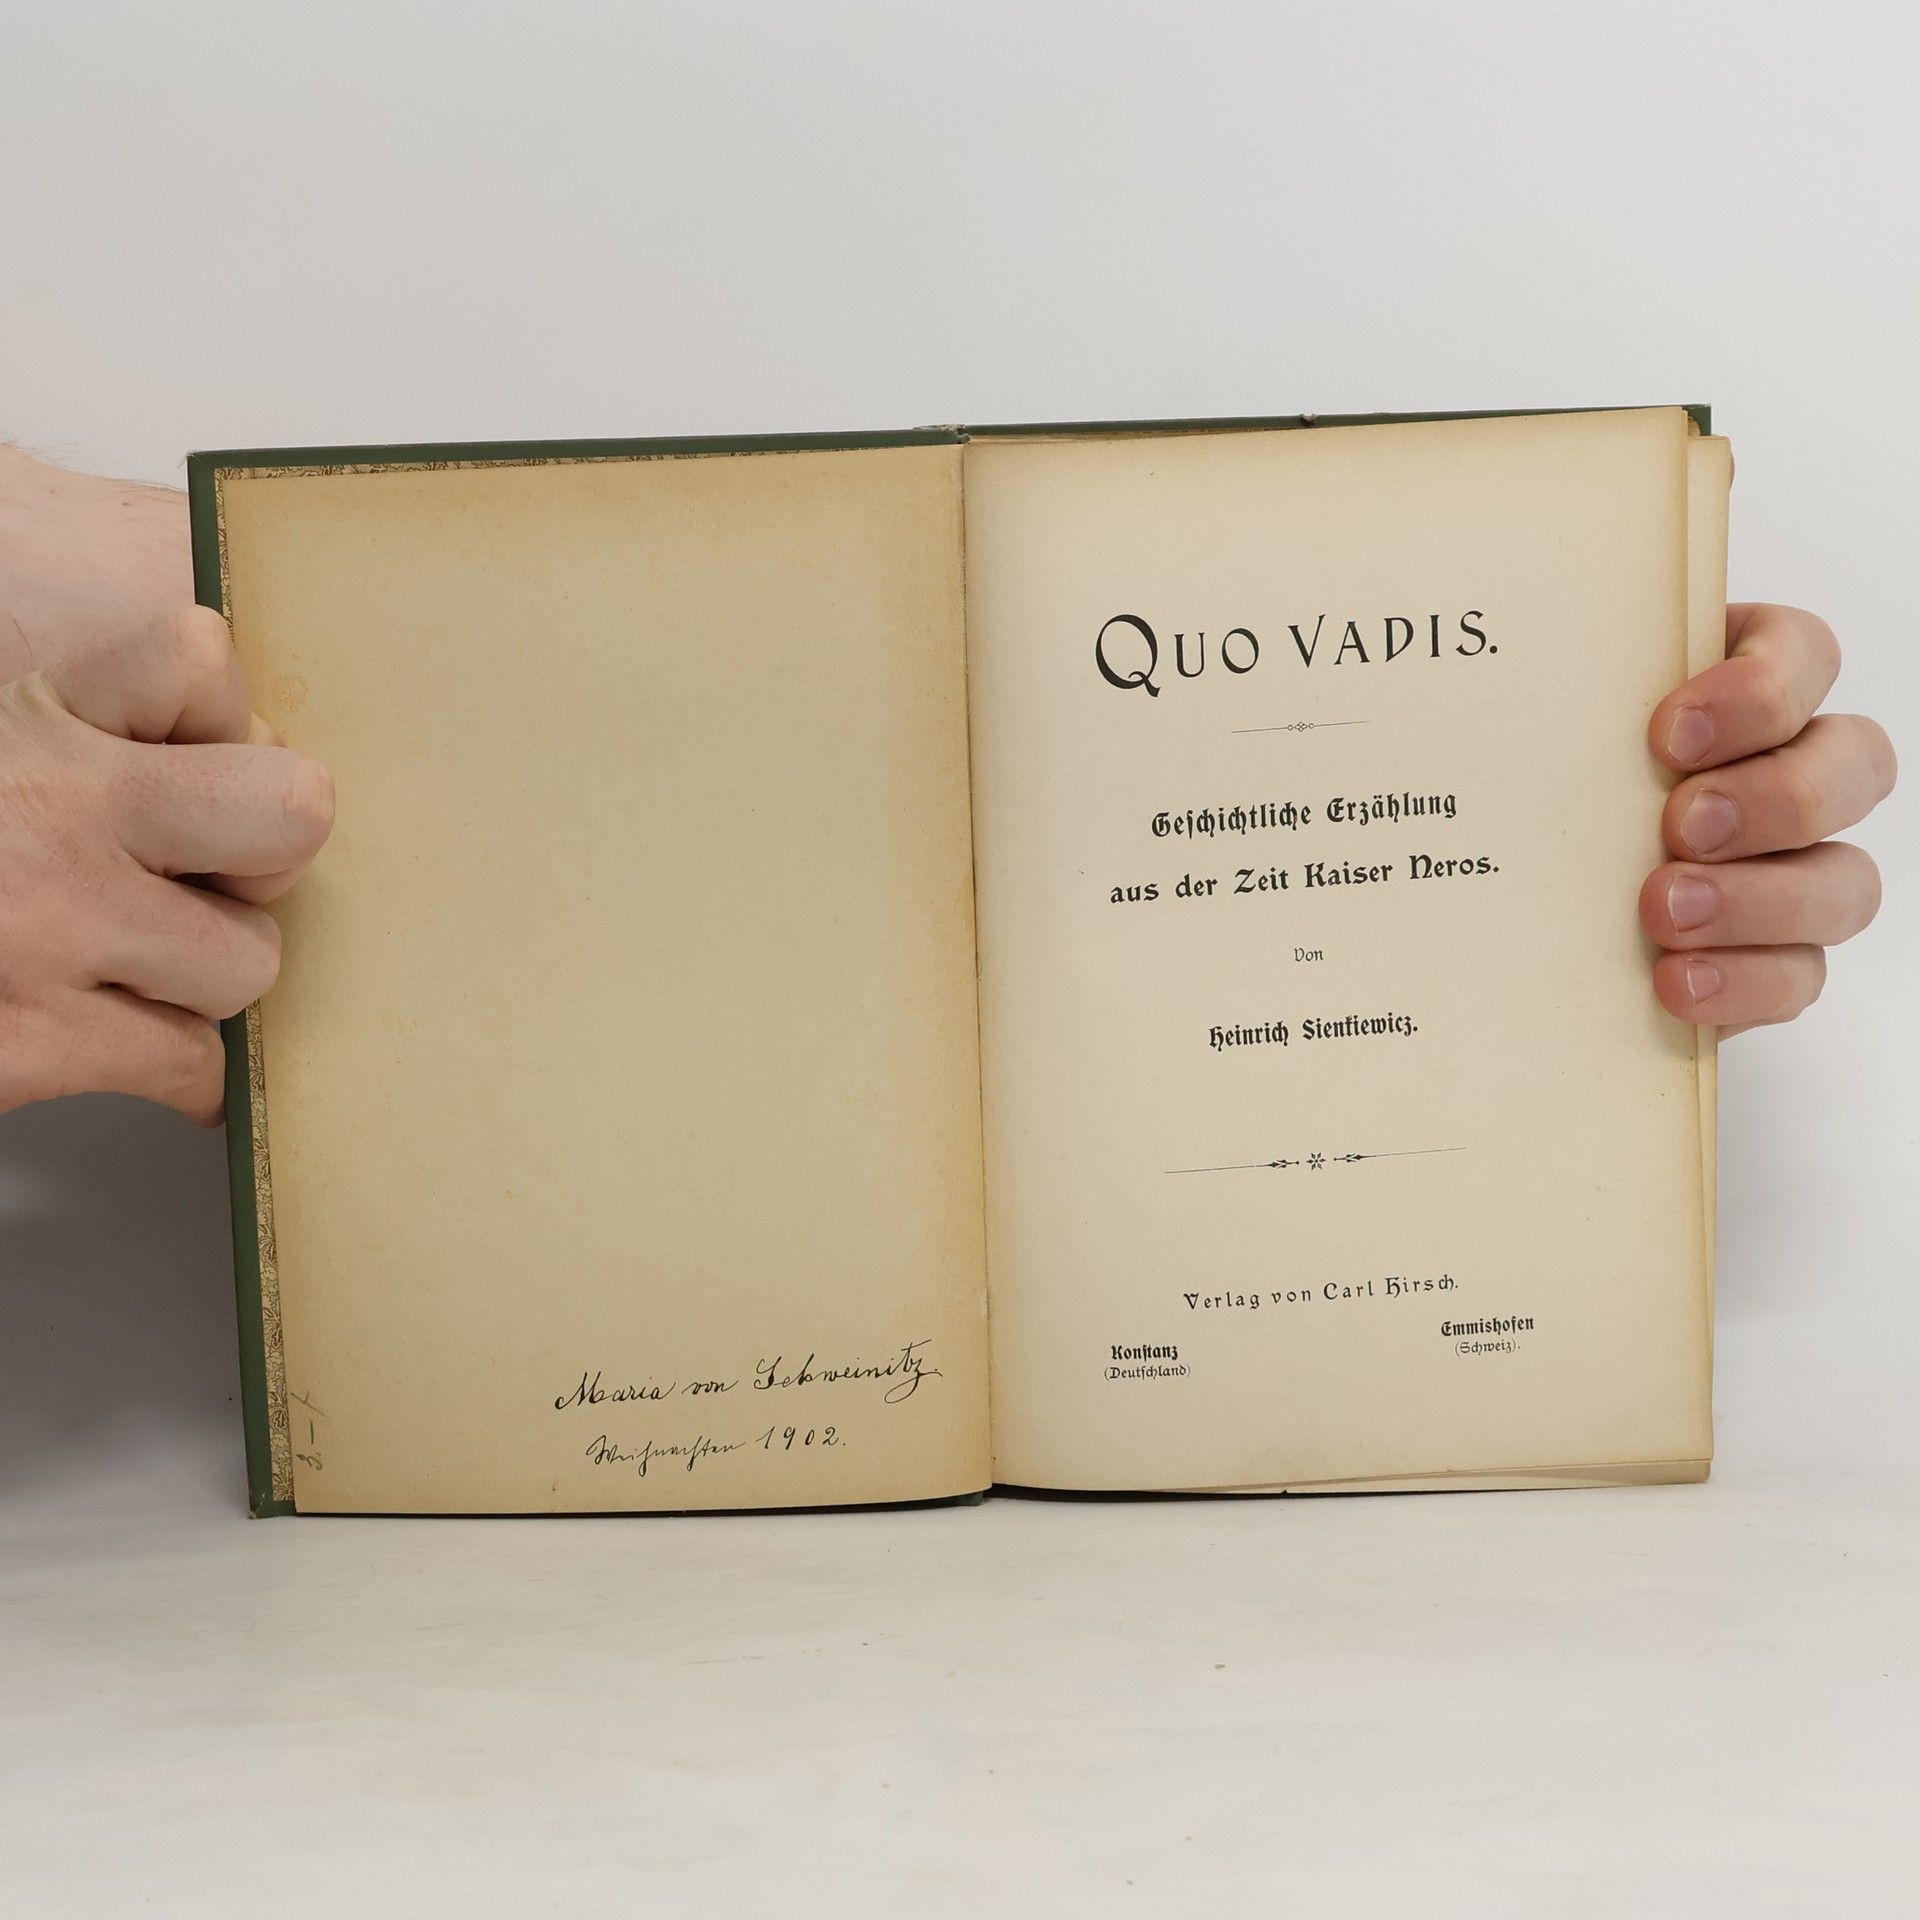 Maria von Schweinitz.
Weihnachten 1902.
3.—
QUO VADIS.
Geſchichtliche Erzählung
aus der Zeit Kaiser Neros.
Von
Heinrich Sienkiewicz.
Verlag von Carl Hirsch.
Konſtanz
(Deutſchland)
Emmishofen
(Schweiz).